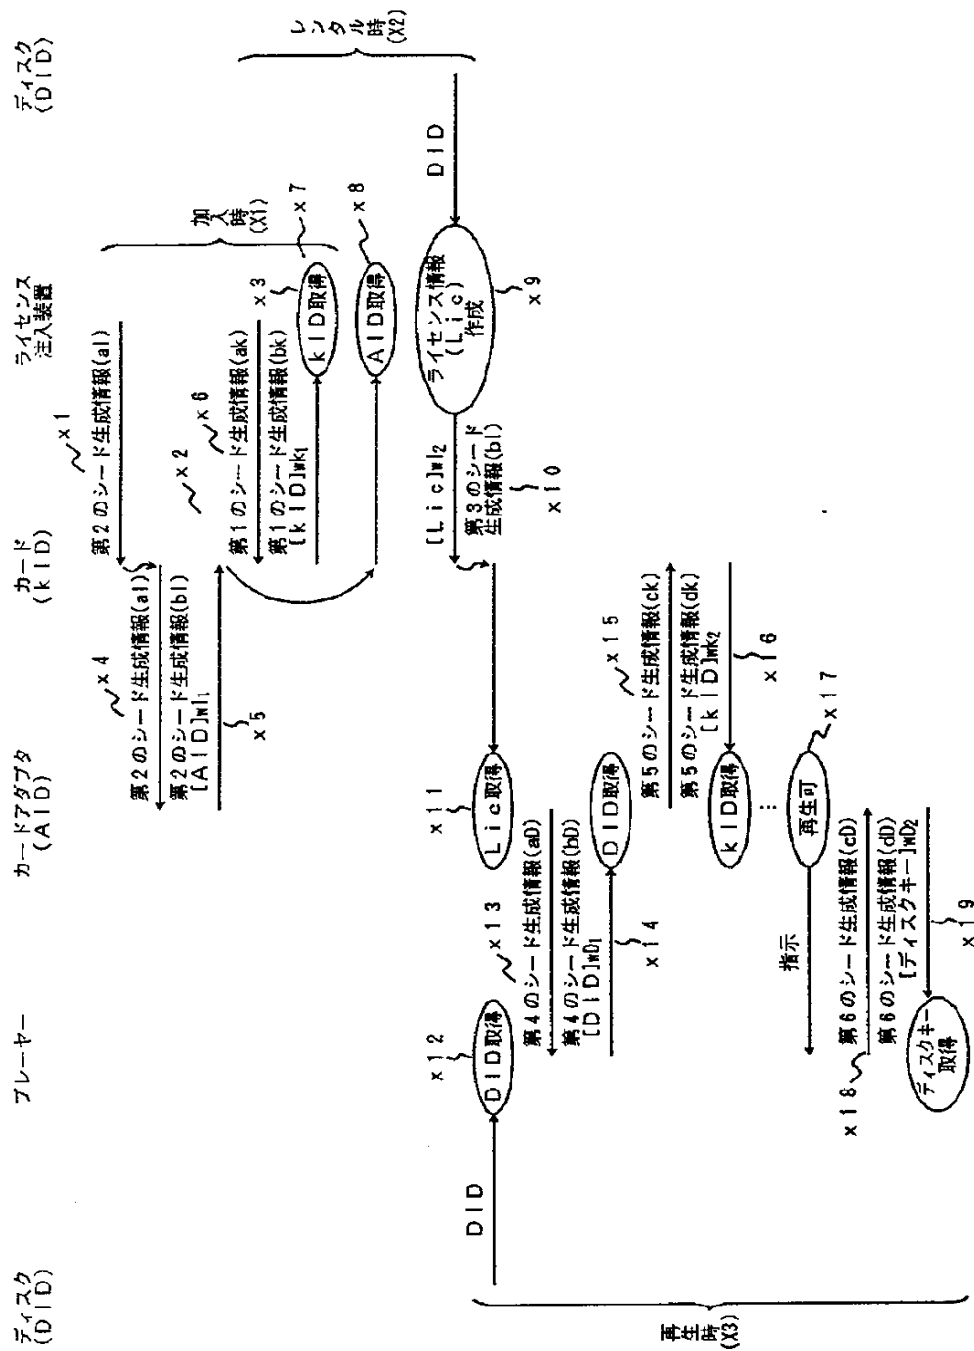 ディスク
(DID)
プレーヤー
カードアダプタ
(AID)
カード
(kID)
ライセンス
注入装置
ディスク
(DID)
加入時
(X1)
レンタル時
(X2)
再生時
(X3)
第2のシード生成情報(al)
x1
第2のシード生成情報(al)
x4
第2のシード生成情報(bl)
[AID]wl1
x5
x2
第1のシード生成情報(ak)
x6
x3
第1のシード生成情報(bk)
[kID]wk1
kID取得
x7
AID取得
x8
DID
ライセンス情報
(Lic)
作成
x9
[Lic]wl2
第3のシード
生成情報(bl)
x10
Lic取得
x11
DID
DID取得
x12
第4のシード生成情報(aD)
x13
第4のシード生成情報(bD)
[DID]wD1
x14
DID取得
第5のシード生成情報(ck)
x15
第5のシード生成情報(dk)
[kID]wk2
x16
kID取得
再生可
x17
指示
第6のシード生成情報(cD)
x18
第6のシード生成情報(dD)
[ディスクキー]wD2
x19
ディスクキー
取得